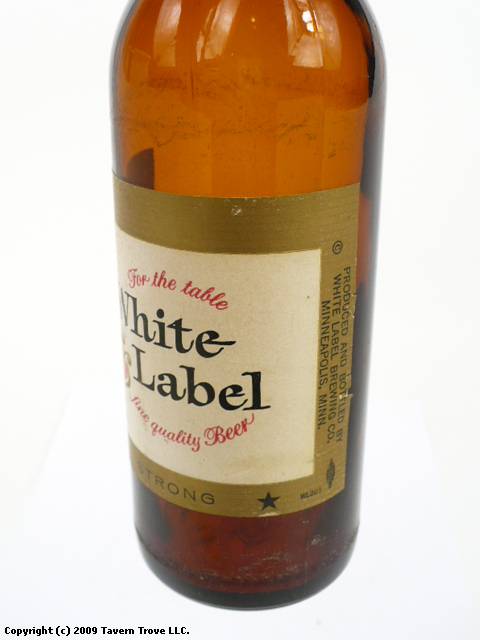 For the table
White
Label
fine quality Beer
STRONG
★
© PRODUCED AND BOTTLED BY
WHITE LABEL BREWING CO.
MINNEAPOLIS, MINN.
Copyright (c) 2009 Tavern Trove LLC.